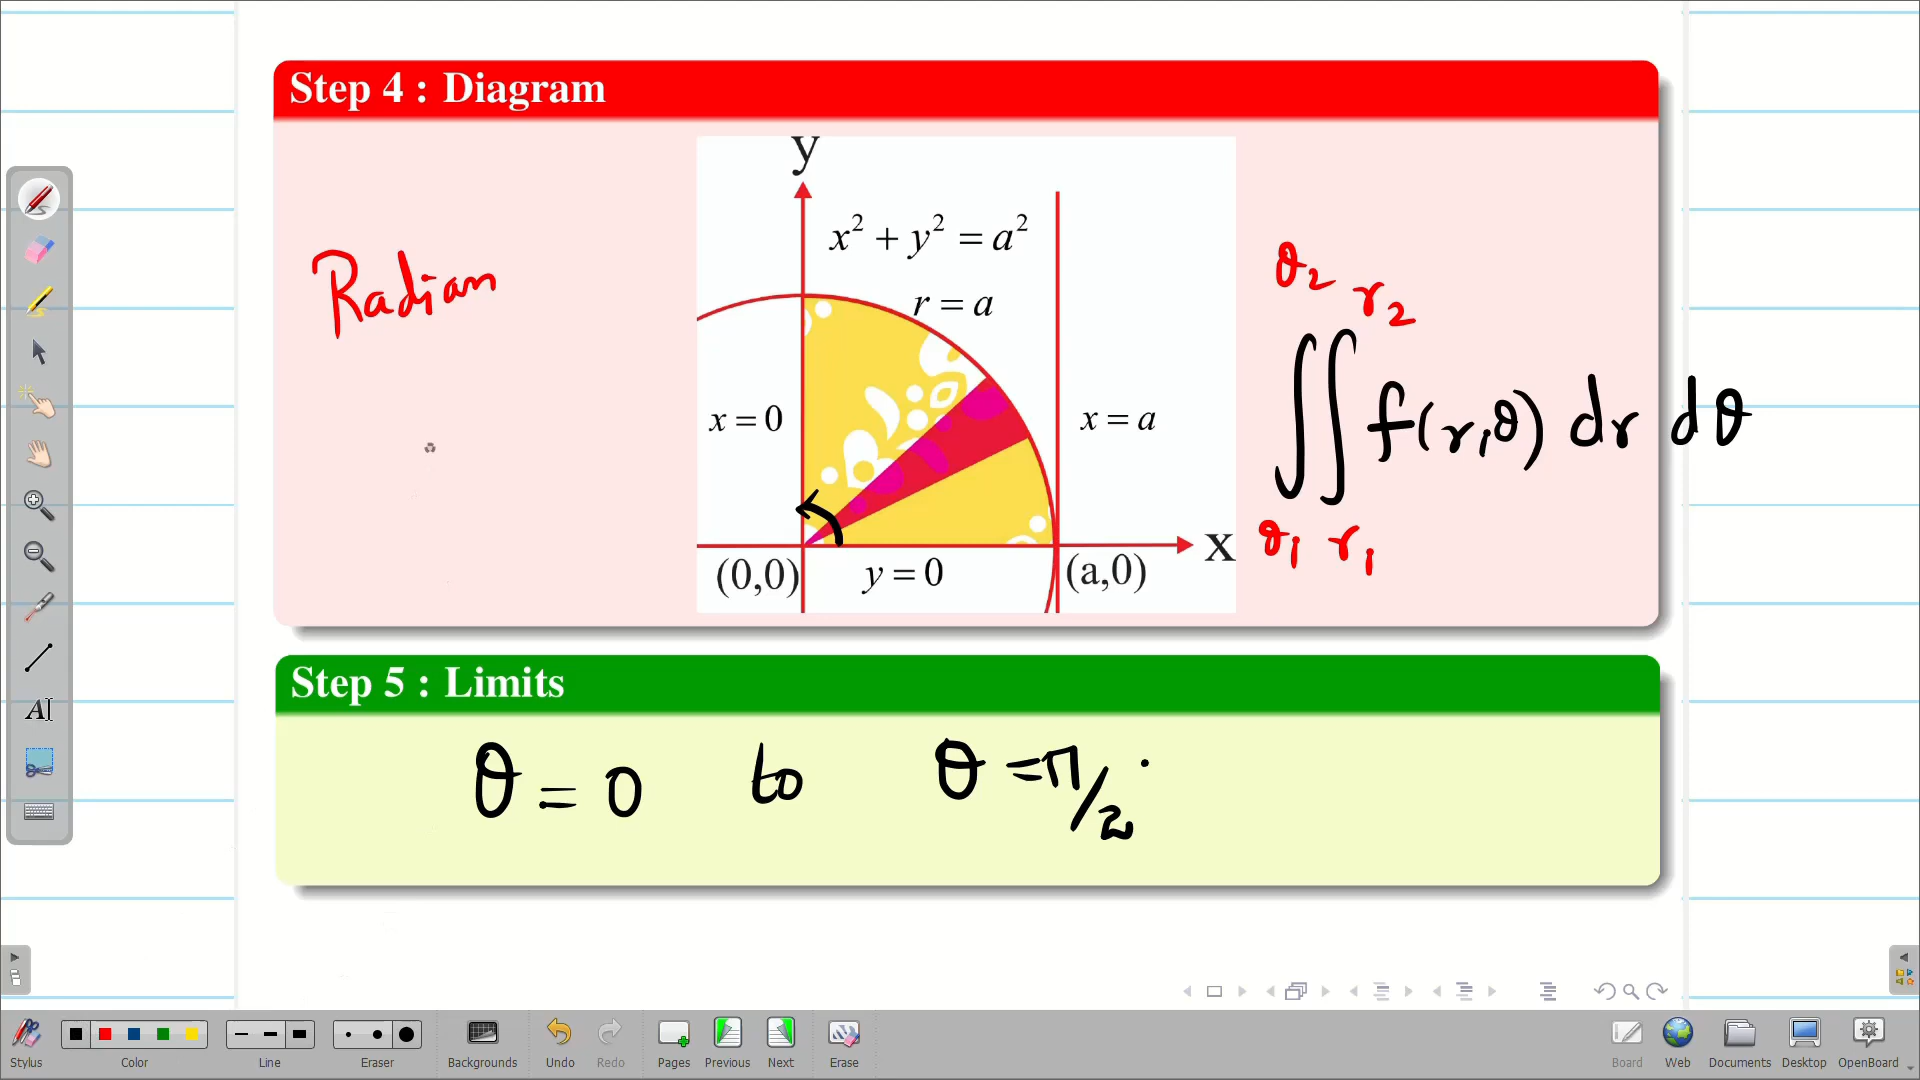 Step 4 : Diagram
y
x² + y² = a²
r = a
x = 0
x = a
Radian
θ₂ r₂
∬ f(r,θ) dr dθ
θ₁ r₁
x
(0,0) y = 0 (a,0)
Step 5 : Limits
θ = 0 to θ = π/2
A
Stylus Color Line Eraser Backgrounds Undo Redo Pages Previous Next Erase Board Web Documents Desktop OpenBoard